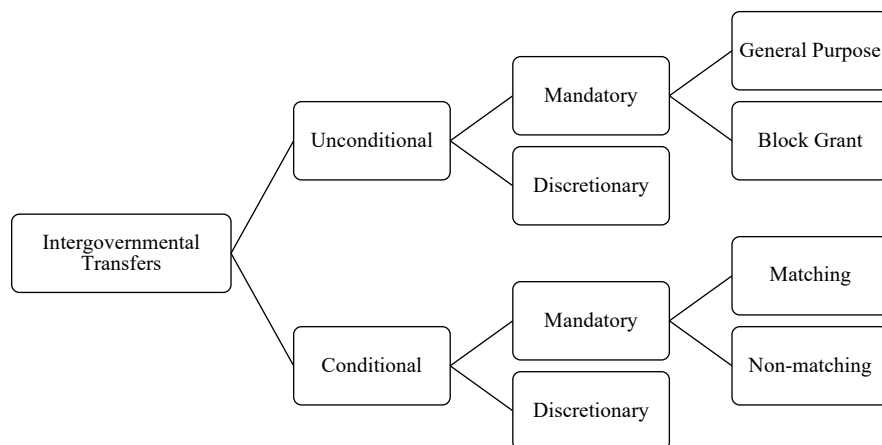 General Purpose
Mandatory
Unconditional
Block Grant
Discretionary
Intergovernmental
Transfers
Matching
Mandatory
Conditional
Non-matching
Discretionary